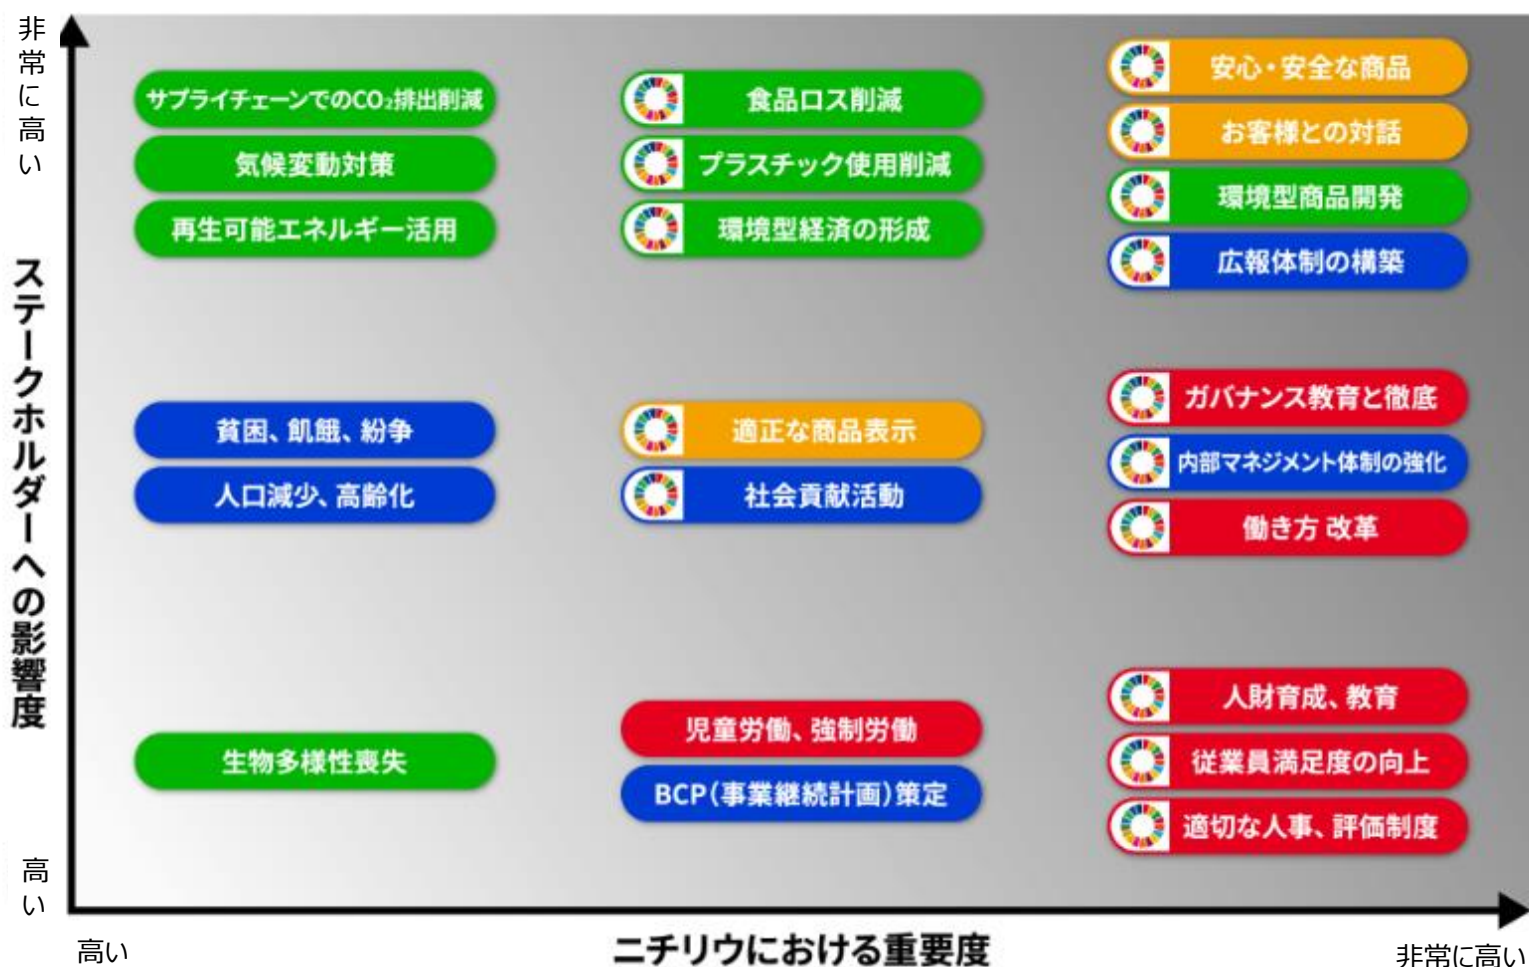 非常に高い
サプライチェーンでのCO₂排出削減
気候変動対策
再生可能エネルギー活用
食品ロス削減
プラスチック使用削減
環境型経済の形成
安心・安全な商品
お客様との対話
環境型商品開発
広報体制の構築
ステークホルダーへの影響度
貧困、飢餓、紛争
人口減少、高齢化
適正な商品表示
社会貢献活動
ガバナンス教育と徹底
内部マネジメント体制の強化
働き方 改革
生物多様性喪失
児童労働、強制労働
BCP(事業継続計画)策定
人財育成、教育
従業員満足度の向上
適切な人事、評価制度
高い
高い
ニチリウにおける重要度
非常に高い